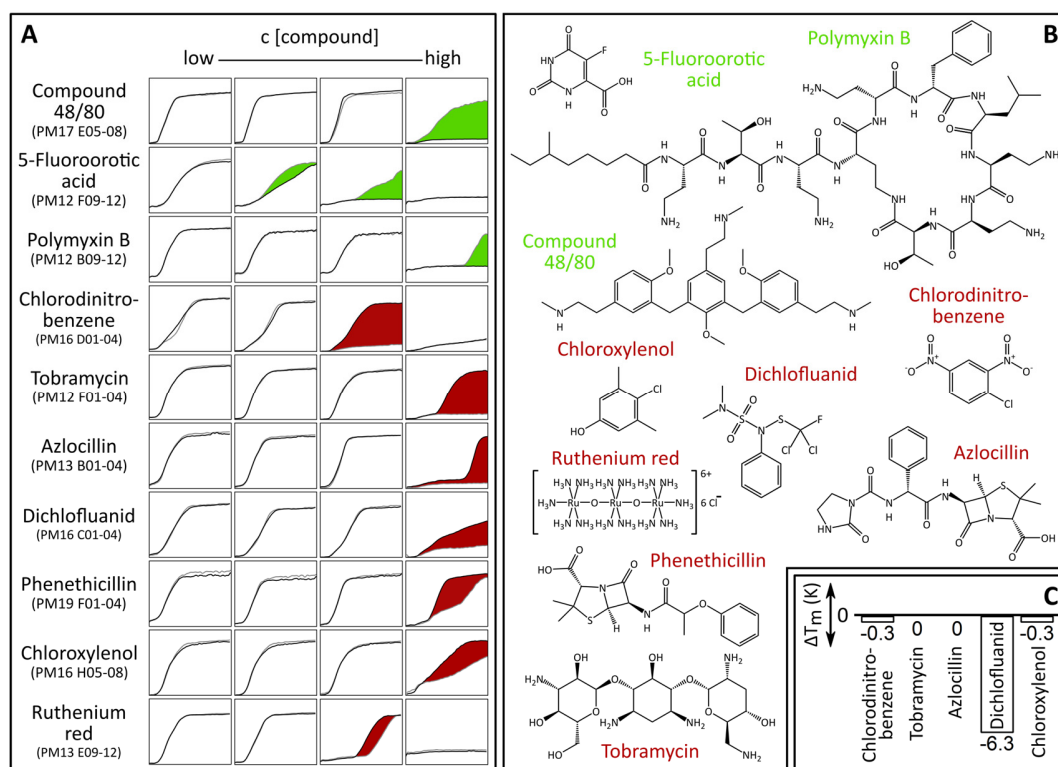 A
c [compound]
low
high
Compound
48/80
(PM17 E05-08)
5-Fluoroorotic
acid
(PM12 F09-12)
Polymyxin B
(PM12 B09-12)
Chlorodinitro-
benzene
(PM16 D01-04)
Tobramycin
(PM12 F01-04)
Azlocillin
(PM13 B01-04)
Dichlofluanid
(PM16 C01-04)
Phenethicillin
(PM19 F01-04)
Chloroxylenol
(PM16 H05-08)
Ruthenium
red
(PM13 E09-12)
B
5-Fluoroorotic
acid
Polymyxin B
Compound
48/80
Chlorodinitro-
benzene
Chloroxylenol
Dichlofluanid
Ruthenium red
6+
6 Cl-
Azlocillin
Phenethicillin
Tobramycin
C
ΔTm (K)
0
-0.3
0
0
-6.3
-0.3
Chlorodinitro-
benzene
Tobramycin
Azlocillin
Dichlofluanid
Chloroxylenol